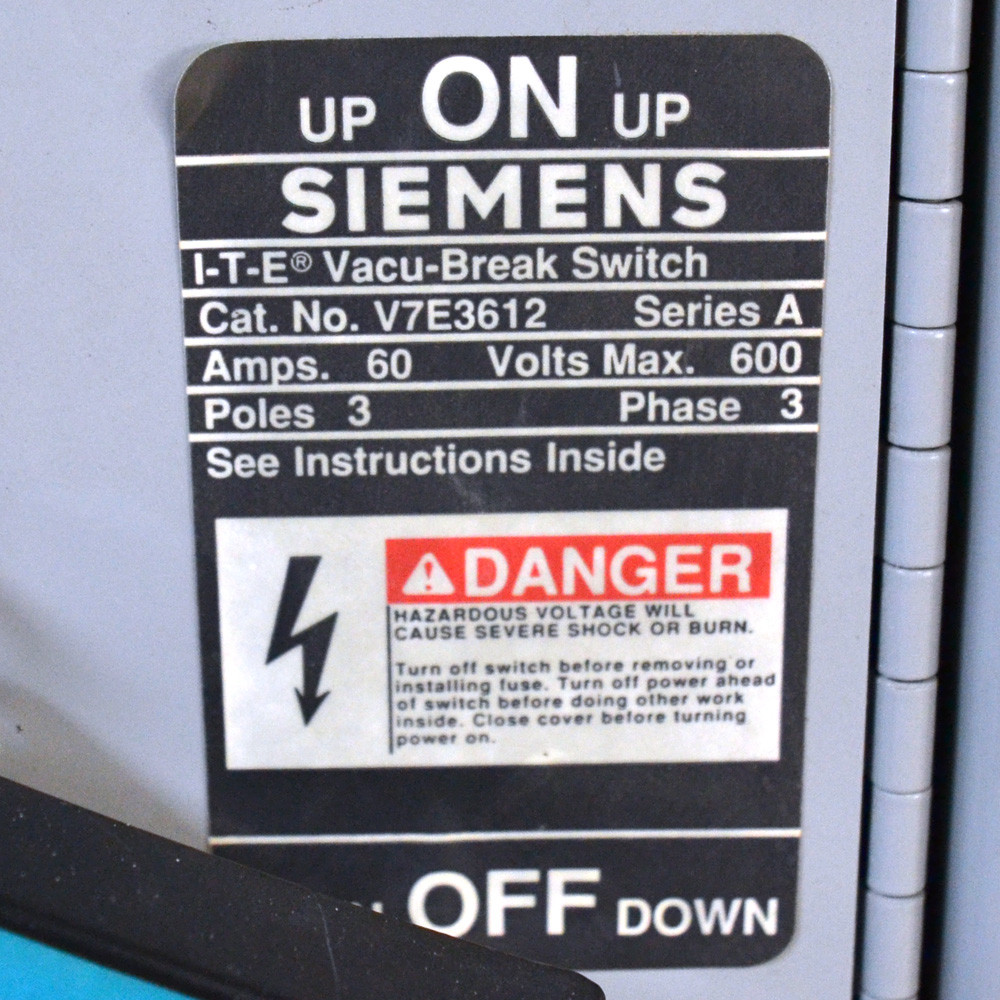 UP ON UP
SIEMENS
I-T-E® Vacu-Break Switch
Cat. No. V7E3612 Series A
Amps. 60 Volts Max. 600
Poles 3 Phase 3
See Instructions Inside
DANGER
HAZARDOUS VOLTAGE WILL
CAUSE SEVERE SHOCK OR BURN.
Turn off switch before removing or
installing fuse. Turn off power ahead
of switch before doing other work
inside. Close cover before turning
power on.
OFF DOWN